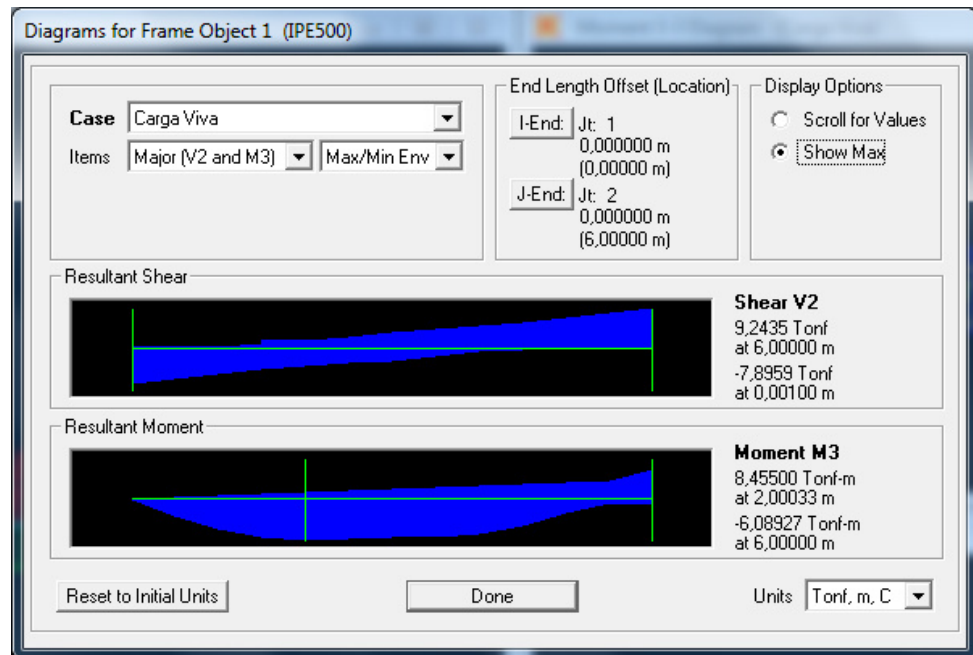 Diagrams for Frame Object 1 (IPE500)
End Length Offset (Location)
Display Options
Case Carga Viva
Items Major (V2 and M3) Max/Min Env
I-End: Jt: 1
0,000000 m
(0,00000 m)
J-End: Jt: 2
0,000000 m
(6,00000 m)
Scroll for Values
Show Max
Resultant Shear
Shear V2
9,2435 Tonf
at 6,00000 m
-7,8959 Tonf
at 0,00100 m
Resultant Moment
Moment M3
8,45500 Tonf-m
at 2,00033 m
-6,08927 Tonf-m
at 6,00000 m
Reset to Initial Units
Done
Units Tonf, m, C